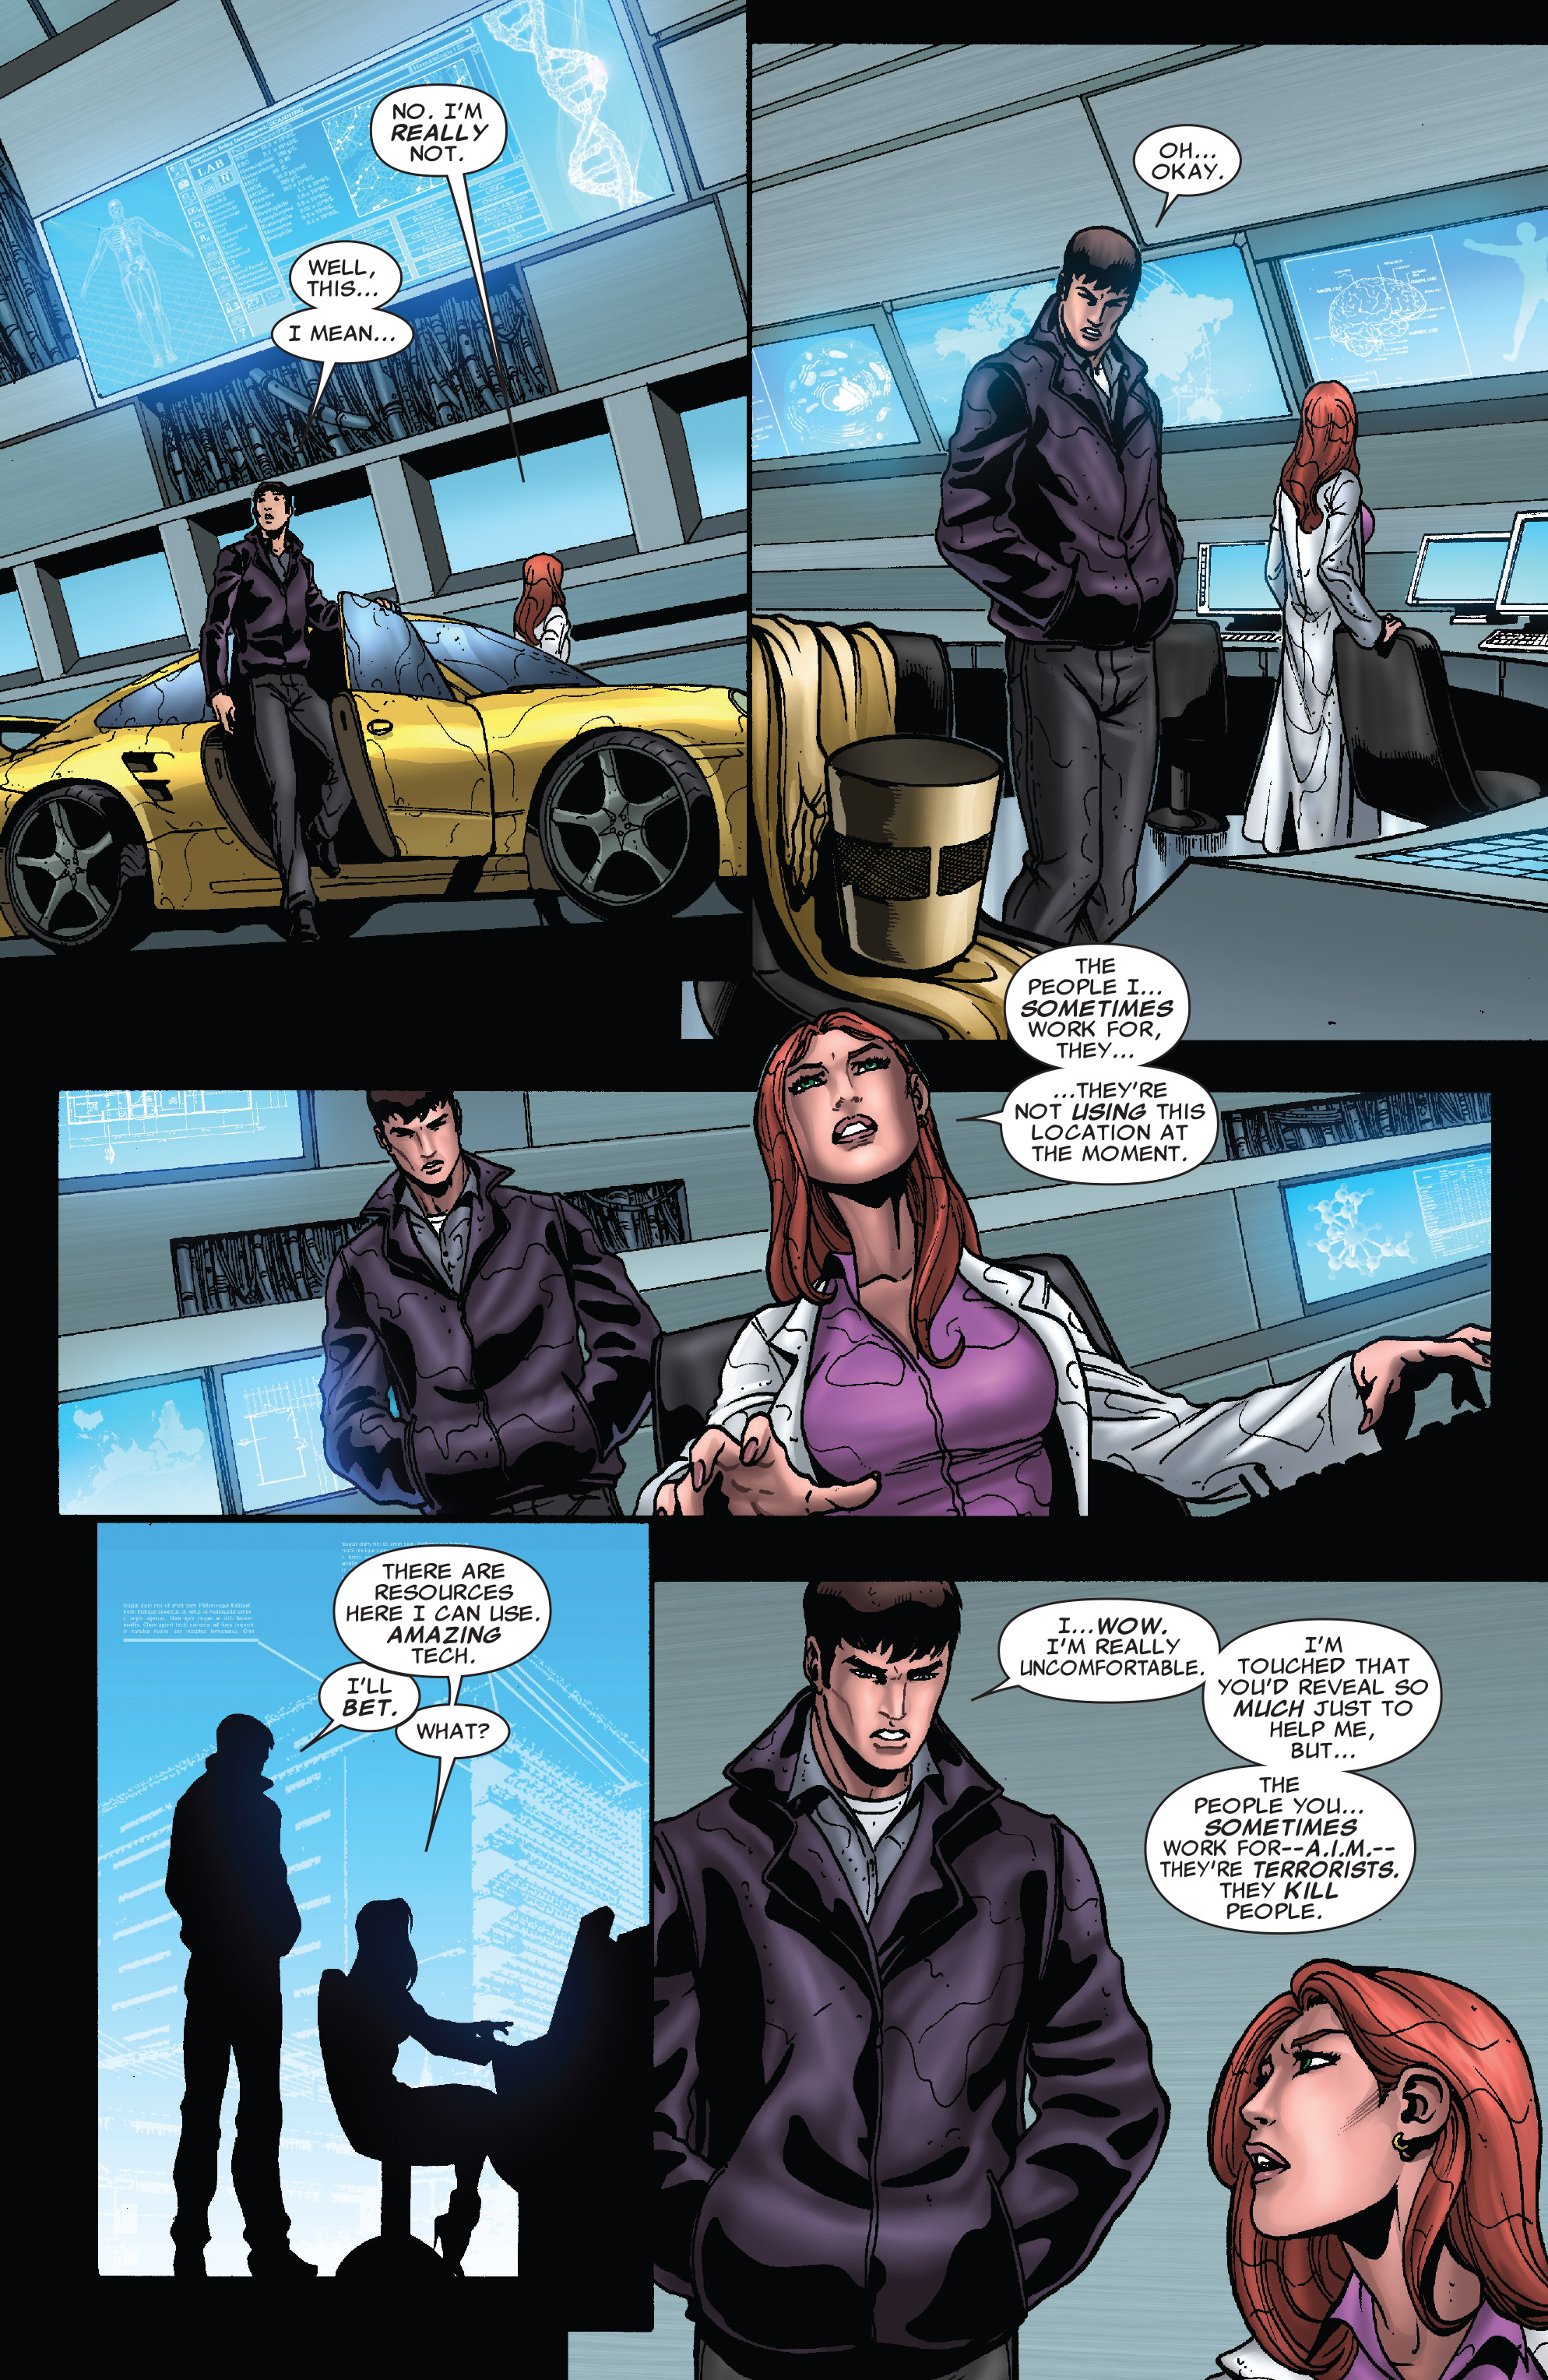 WELL,
THIS...
I MEAN...
NO. I'M
REALLY
NOT.
LAB
OH...
OKAY.
THE
PEOPLE I...
SOMETIMES
WORK FOR,
THEY...
...THEY'RE
NOT USING THIS
LOCATION AT
THE MOMENT.
THERE ARE
RESOURCES
HERE I CAN USE.
AMAZING
TECH.
I'LL
BET.
WHAT?
I...WOW.
I'M REALLY
UNCOMFORTABLE.
I'M
TOUCHED THAT
YOU'D REVEAL SO
MUCH JUST TO
HELP ME,
BUT...
THE
PEOPLE YOU...
SOMETIMES
WORK FOR--A.I.M.--
THEY'RE TERRORISTS.
THEY KILL
PEOPLE.